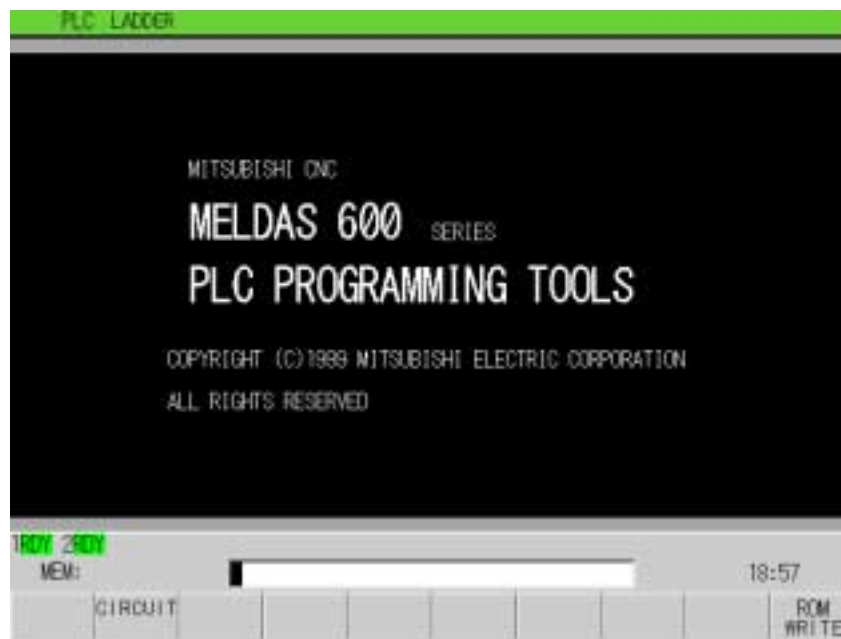 PLC LADDER
MITSUBISHI CNC
MELDAS 600 SERIES
PLC PROGRAMMING TOOLS
COPYRIGHT (C)1999 MITSUBISHI ELECTRIC CORPORATION
ALL RIGHTS RESERVED
1RDY 2RDY
MEM: 18:57
CIRCUIT ROM
WRITE